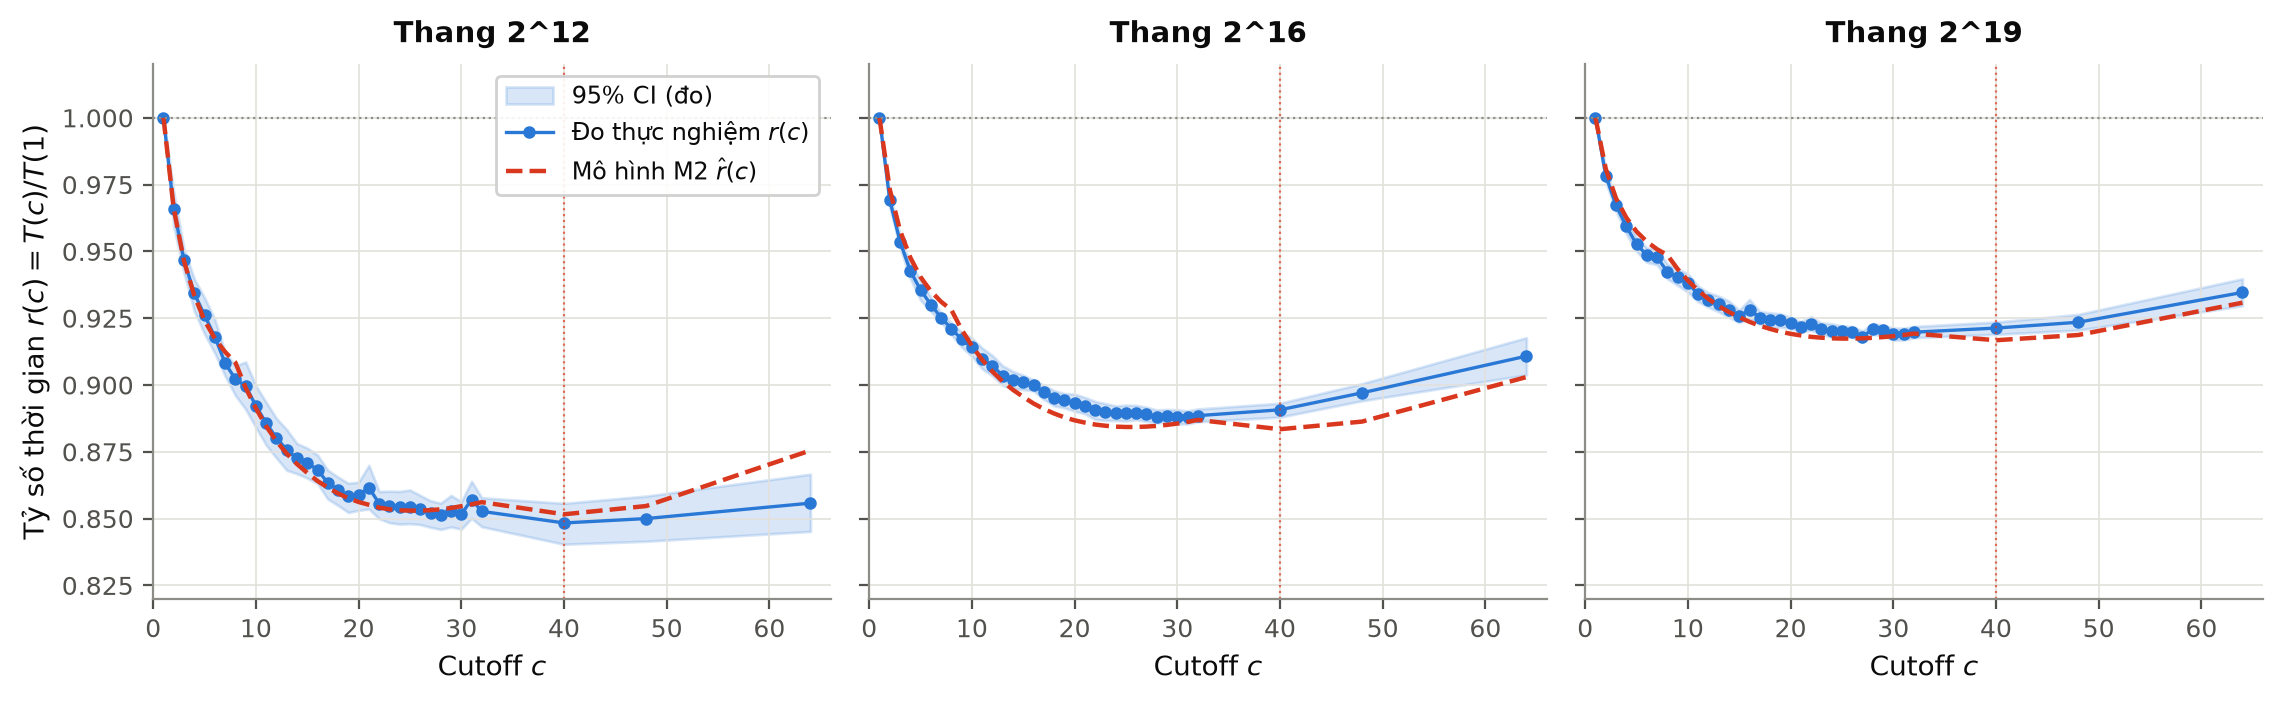 Thang 2^12
Thang 2^16
Thang 2^19
Tỷ số thời gian r(c) = T(c)/T(1)
1.000
0.975
0.950
0.925
0.900
0.875
0.850
0.825
95% CI (đo)
Đo thực nghiệm r(c)
Mô hình M2 r̂(c)
0 10 20 30 40 50 60
0 10 20 30 40 50 60
0 10 20 30 40 50 60
Cutoff c
Cutoff c
Cutoff c